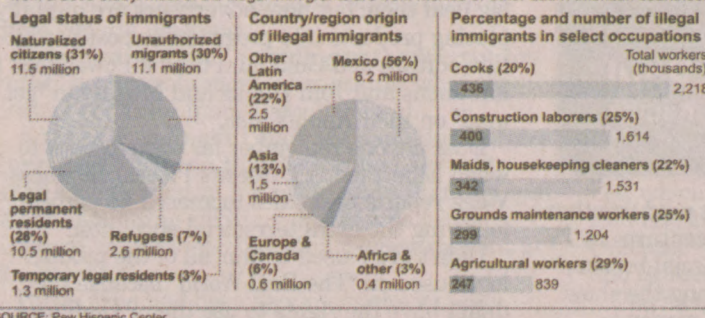 Legal status of immigrants
Naturalized
citizens (31%)
11.5 million
Unauthorized
migrants (30%)
11.1 million
Legal
permanent
residents
(28%)
10.5 million
Refugees (7%)
2.6 million
Temporary legal residents (3%)
1.3 million
Country/region origin
of illegal immigrants
Other
Latin
America
(22%)
2.5
million
Mexico (56%)
6.2 million
Asia
(13%)
1.5
million
Europe &
Canada
(6%)
0.6 million
Africa &
other (3%)
0.4 million
Percentage and number of illegal
immigrants in select occupations
Total workers
(thousands)
Cooks (20%)
436 2,218
Construction laborers (25%)
400 1,614
Maids, housekeeping cleaners (22%)
342 1,531
Grounds maintenance workers (25%)
299 1,204
Agricultural workers (29%)
247 839
SOURCE: Pew Hispanic Center